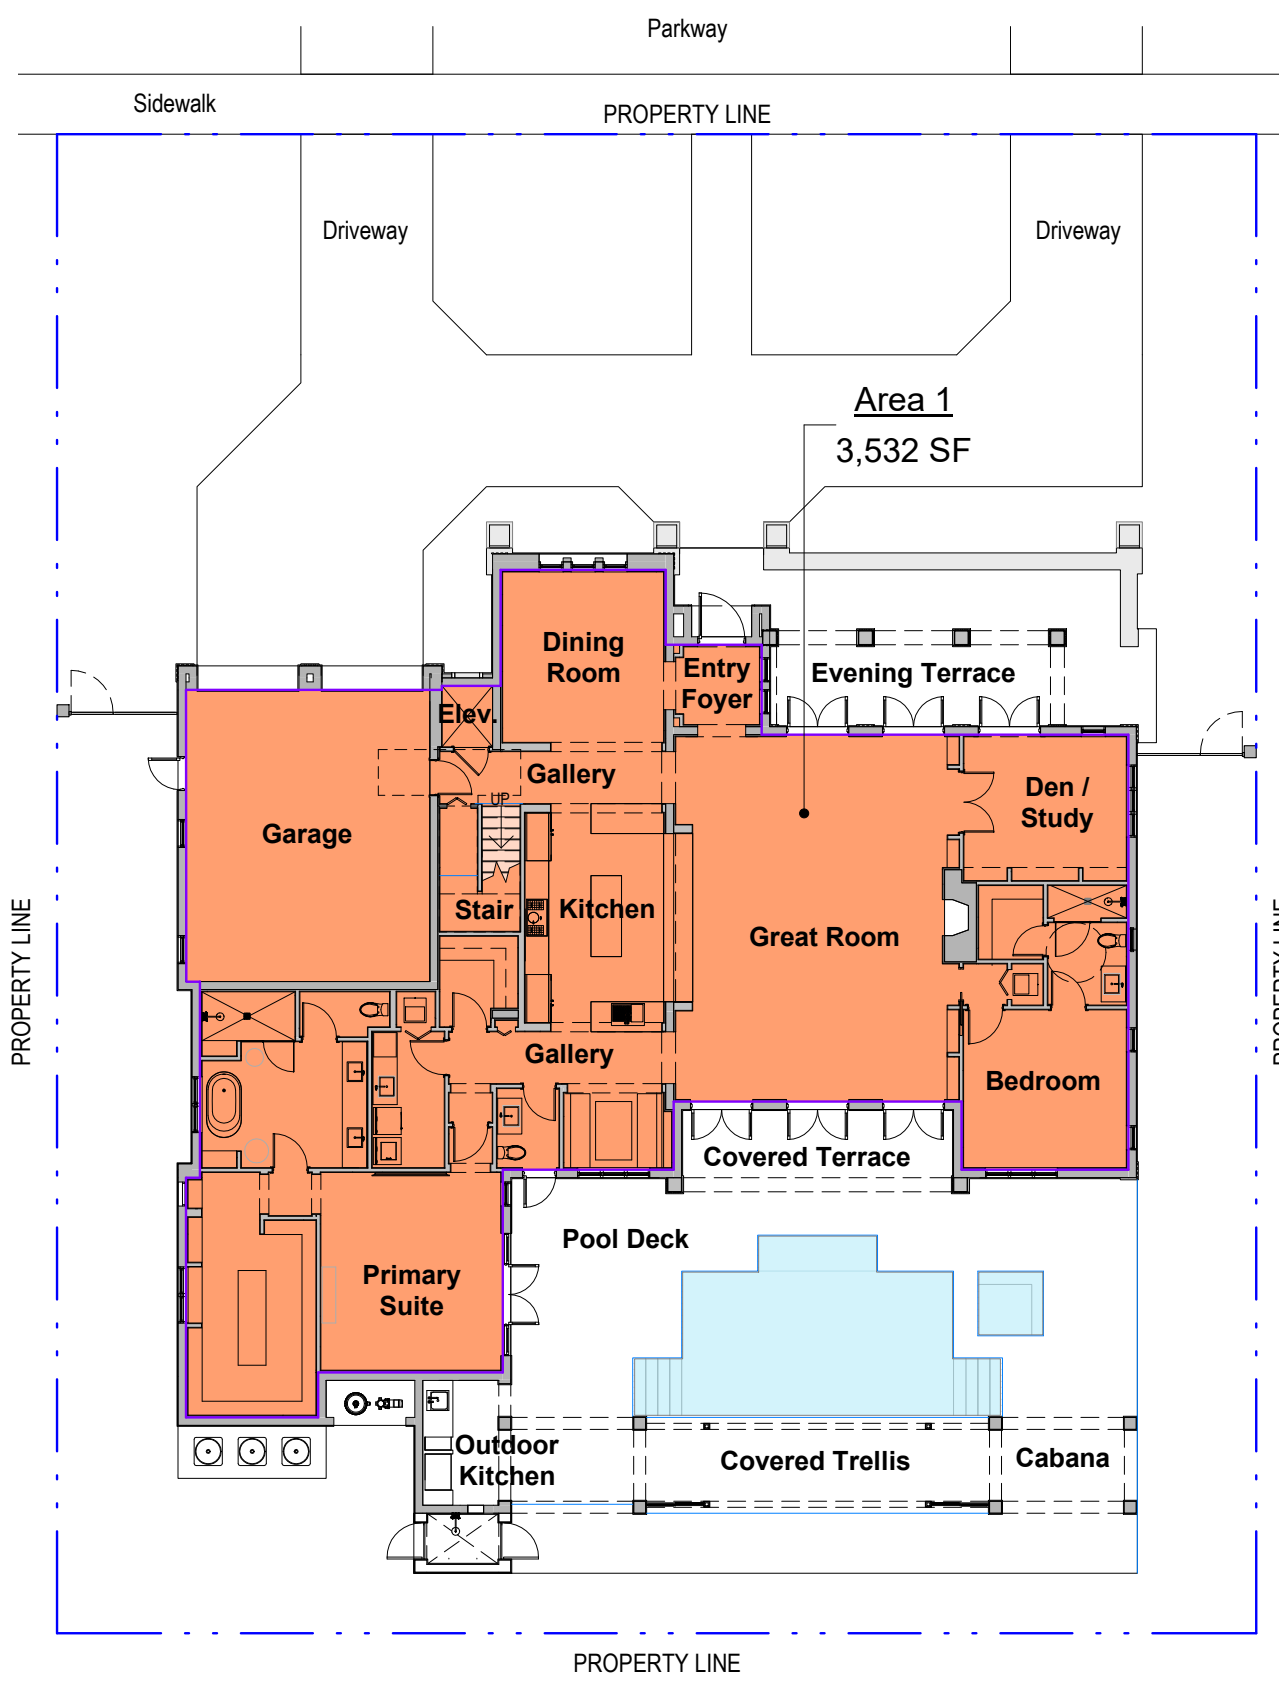 Parkway
Sidewalk
PROPERTY LINE
Driveway
Driveway
Area 1
3,532 SF
Dining
Room
Entry
Foyer
Evening Terrace
Elev.
Gallery
UP
Den /
Study
Garage
Stair
Kitchen
Great Room
PROPERTY LINE
PROPERTY LINE
Gallery
Bedroom
Covered Terrace
Pool Deck
Primary
Suite
Outdoor
Kitchen
Covered Trellis
Cabana
PROPERTY LINE